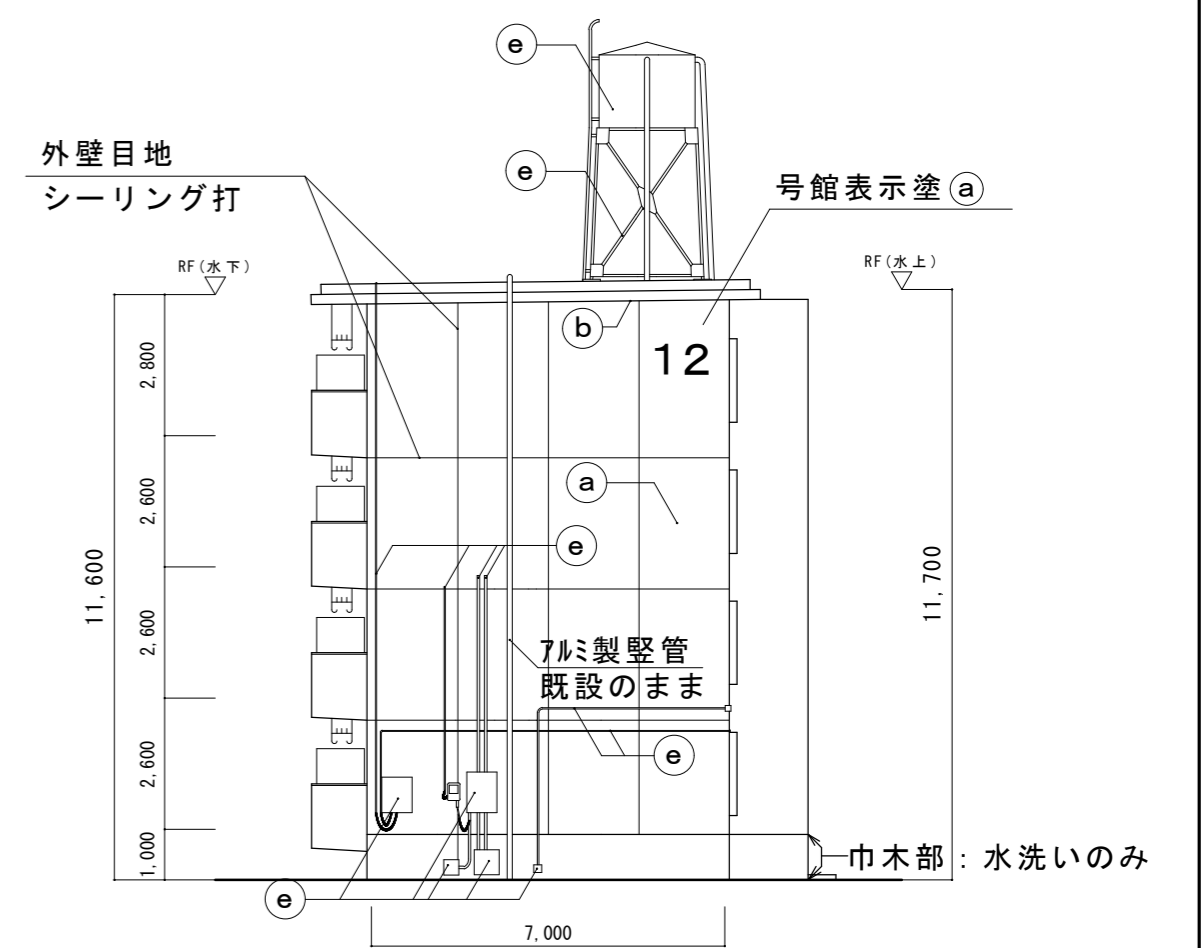 e
外壁目地
シーリング打
e
号館表示塗 a
RF(水下)
RF(水上)
b
12
2,800
a
2,600
e
11,600
11,700
2,600
ｱﾙﾐ製竪管
既設のまま
e
2,600
1,000
巾木部：水洗いのみ
e
7,000